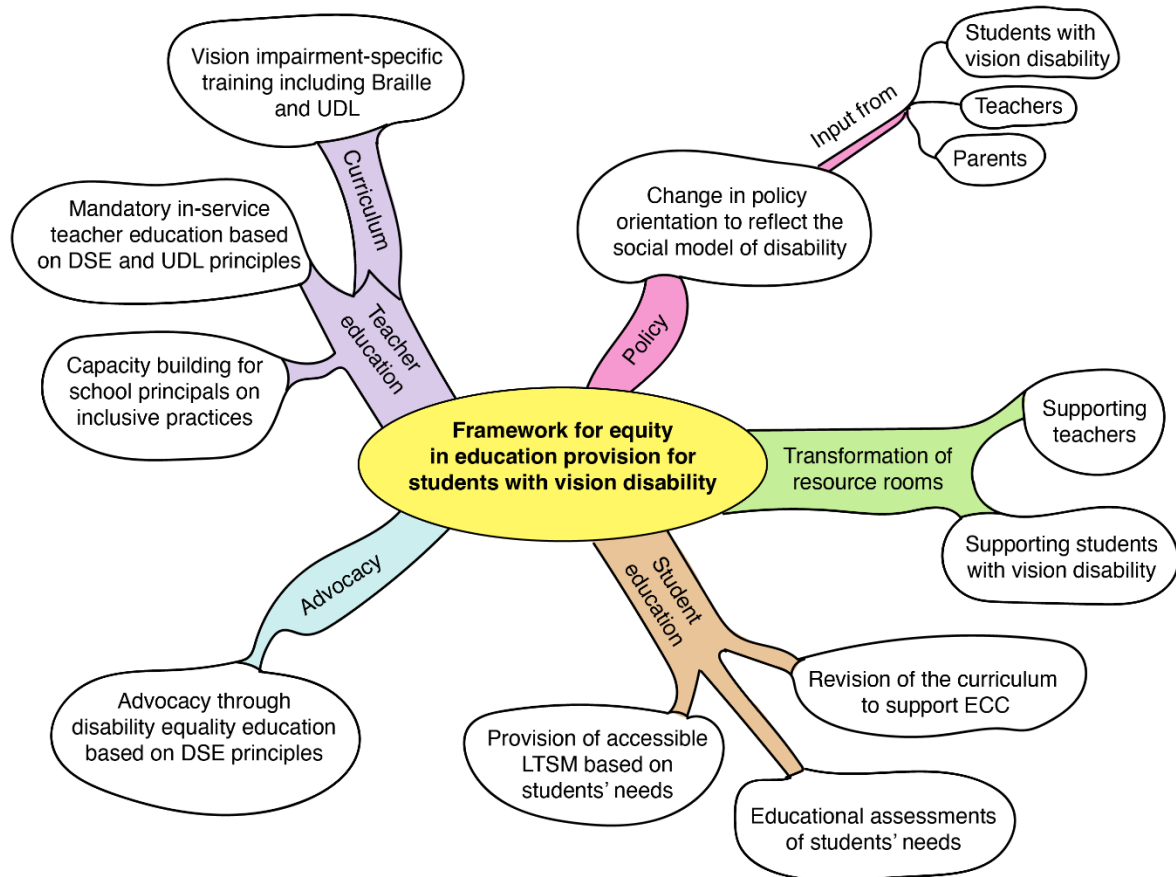 Framework for equity
in education provision for
students with vision disability
Policy
Change in policy
orientation to reflect the
social model of disability
Input from
Students with
vision disability
Teachers
Parents
Transformation of
resource rooms
Supporting
teachers
Supporting students
with vision disability
Student
education
Revision of the curriculum
to support ECC
Educational assessments
of students’ needs
Provision of accessible
LTSM based on
students’ needs
Advocacy
Advocacy through
disability equality education
based on DSE principles
Teacher
education
Capacity building for
school principals on
inclusive practices
Mandatory in-service
teacher education based
on DSE and UDL principles
Curriculum
Vision impairment-specific
training including Braille
and UDL